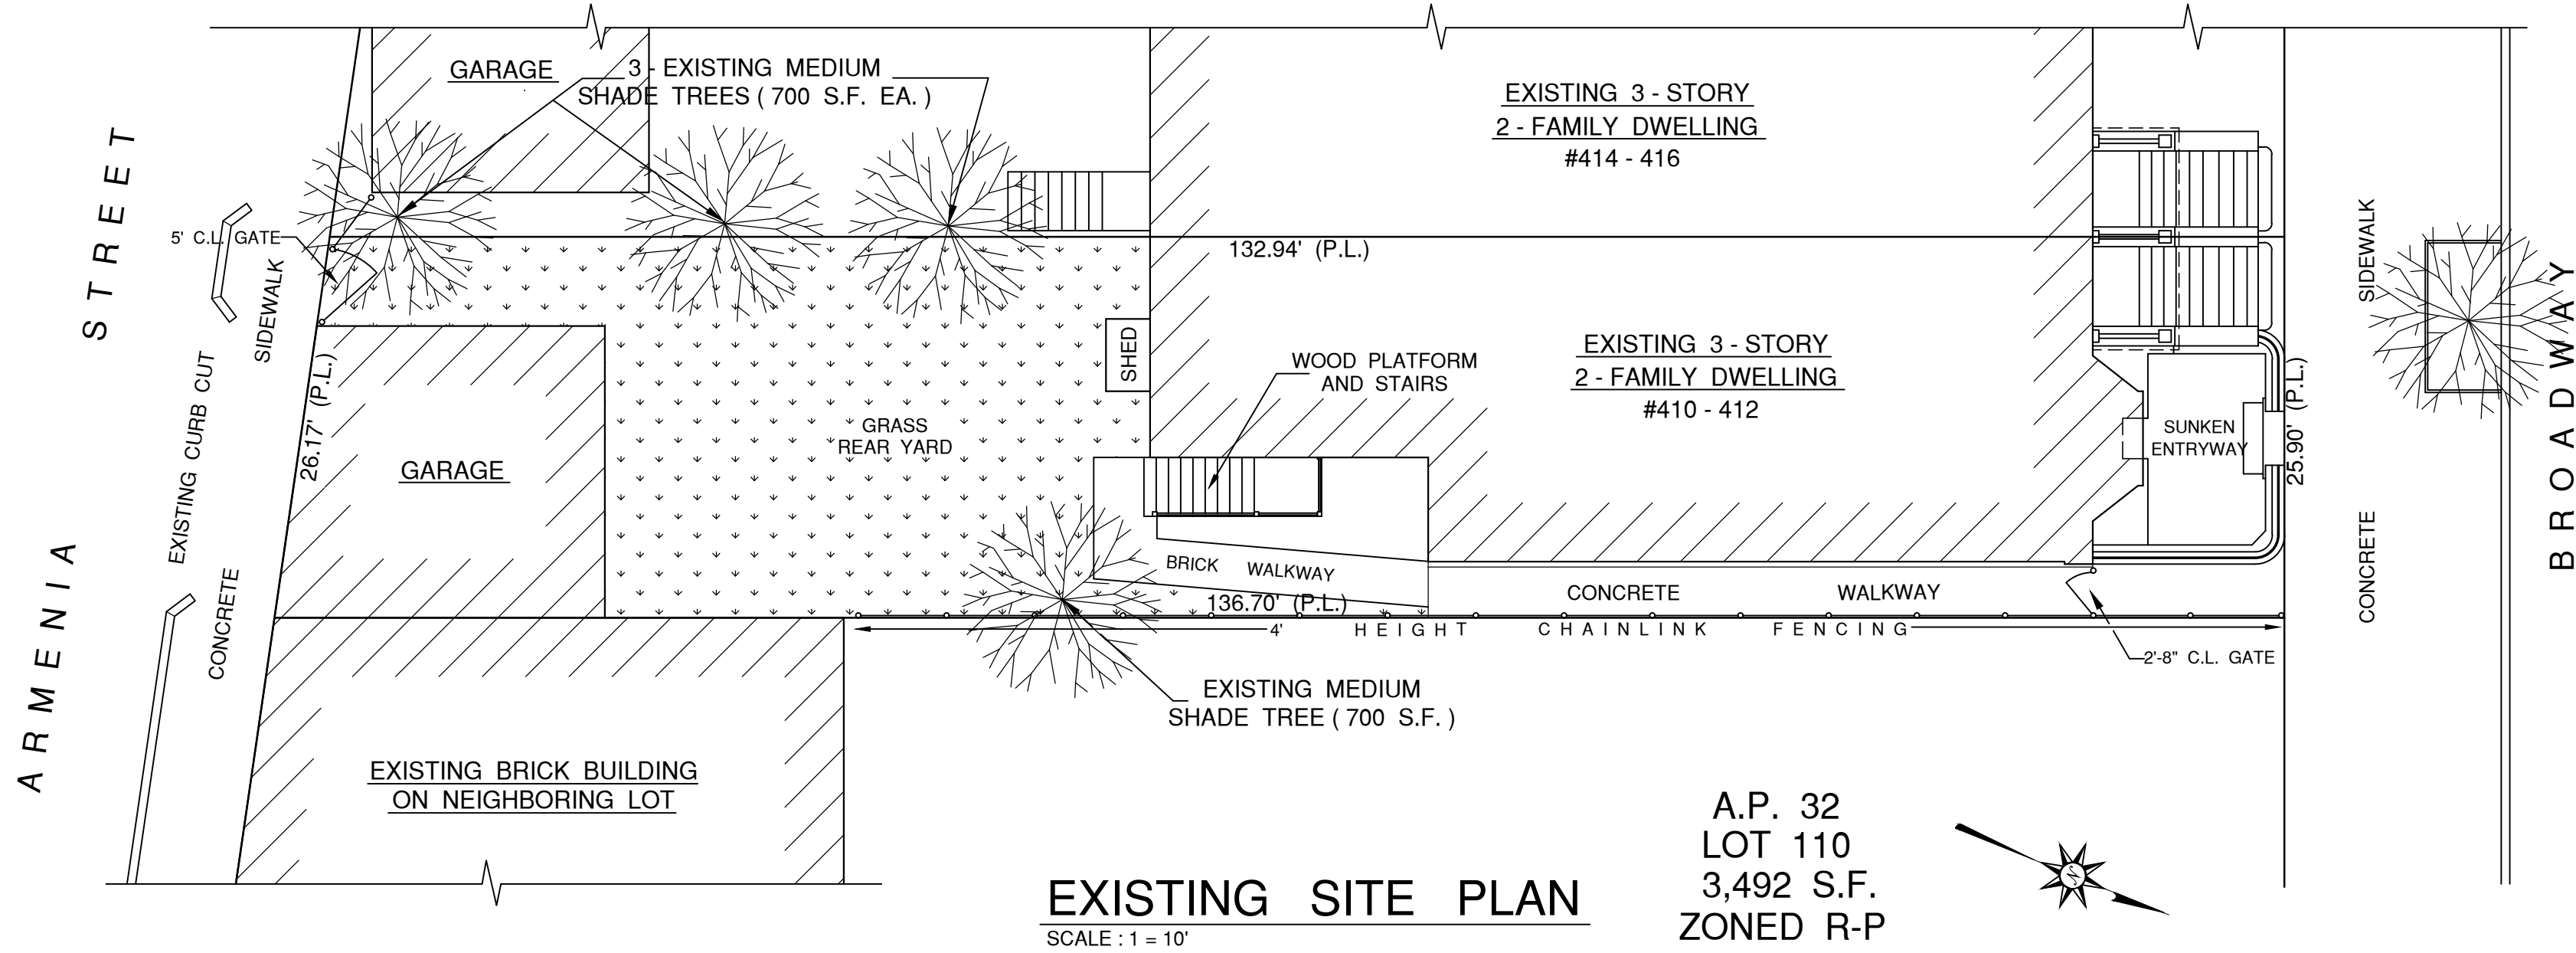 GARAGE
3 - EXISTING MEDIUM
SHADE TREES ( 700 S.F. EA. )
EXISTING 3 - STORY
2 - FAMILY DWELLING
#414 - 416
STREET
5' C.L. GATE
SIDEWALK
132.94' (P.L.)
SIDEWALK
BROADWAY
EXISTING CURB CUT
26.17' (P.L.)
SHED
WOOD PLATFORM
AND STAIRS
EXISTING 3 - STORY
2 - FAMILY DWELLING
#410 - 412
25.90' (P.L.)
GRASS
REAR YARD
SUNKEN
ENTRYWAY
GARAGE
ARMENIA
CONCRETE
BRICK WALKWAY
136.70' (P.L.)
CONCRETE WALKWAY
CONCRETE
4' HEIGHT CHAINLINK FENCING
2'-8" C.L. GATE
EXISTING MEDIUM
SHADE TREE ( 700 S.F. )
EXISTING BRICK BUILDING
ON NEIGHBORING LOT
A.P. 32
LOT 110
3,492 S.F.
ZONED R-P
N
EXISTING SITE PLAN
SCALE : 1 = 10'